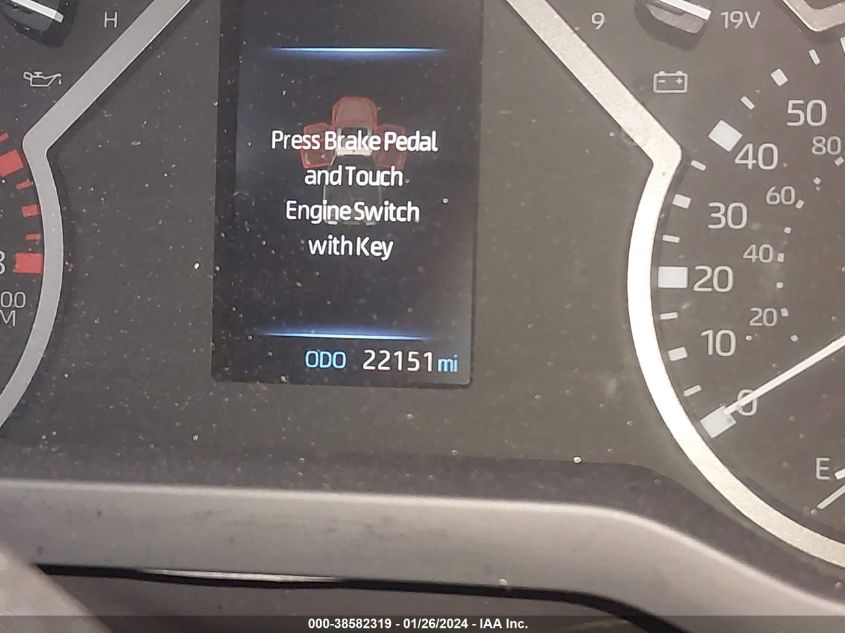 H
9
19V
Press Brake Pedal
and Touch
Engine Switch
with Key
ODO 22151 mi
8
00
M
50
80
40
60
30
40
20
20
10
0
E
000-38582319 - 01/26/2024 - IAA Inc.